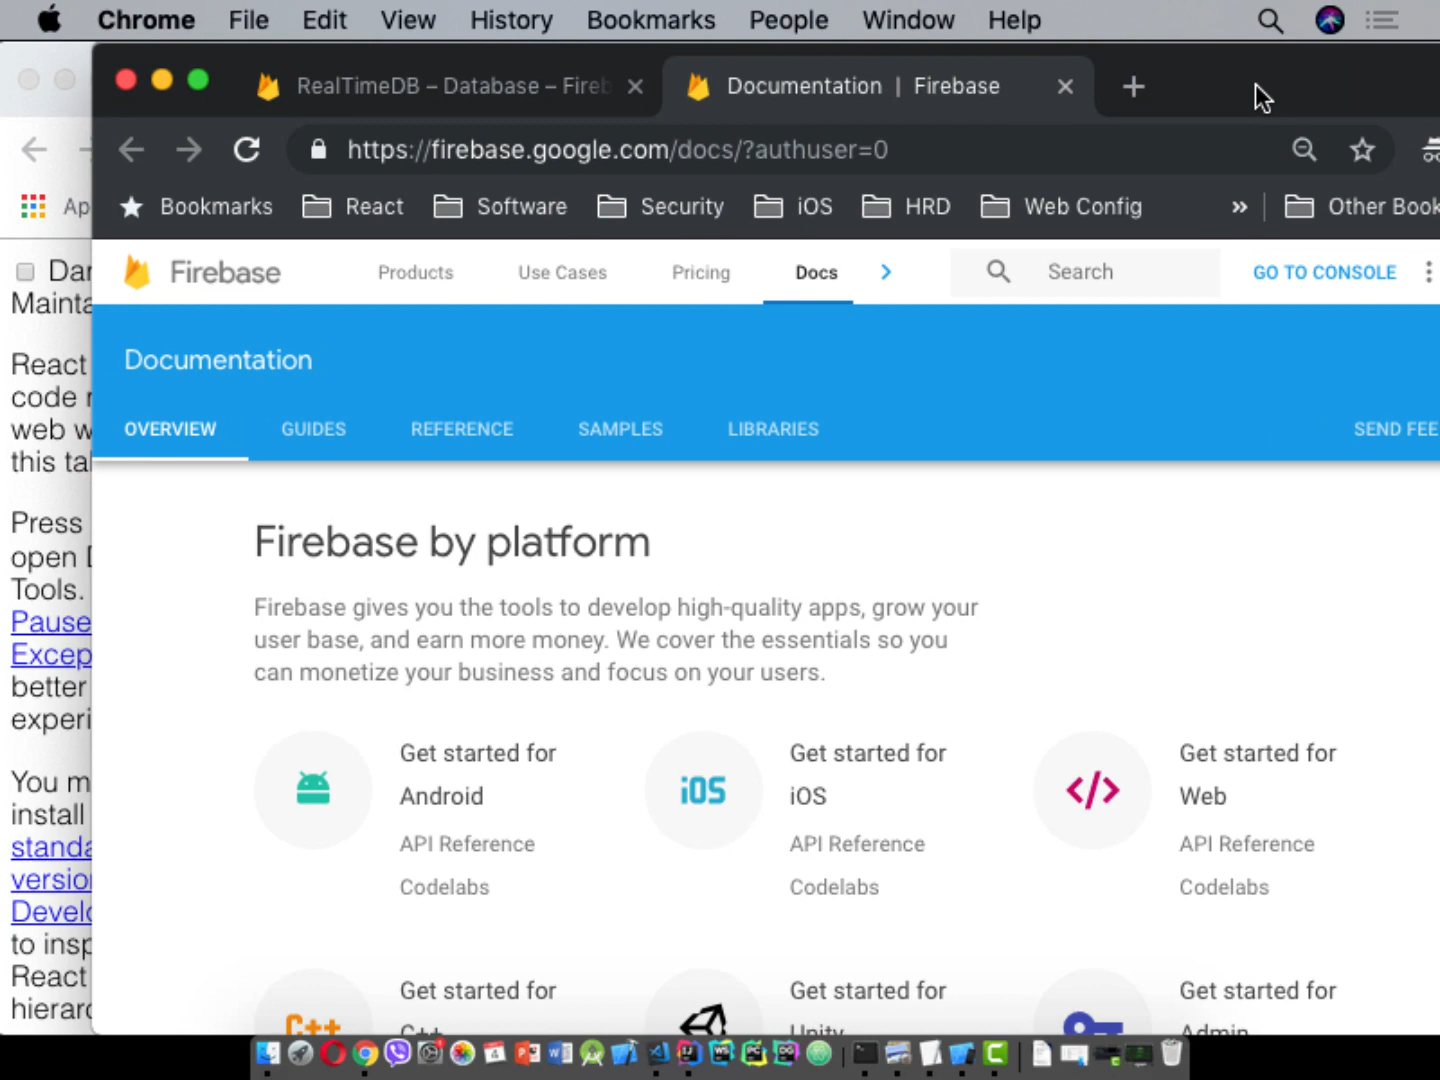 Chrome File Edit View History Bookmarks People Window Help
RealTimeDB – Database – Fireb
Documentation | Firebase
https://firebase.google.com/docs/?authuser=0
Bookmarks React Software Security iOS HRD Web Config » Other Book
Firebase Products Use Cases Pricing Docs Search GO TO CONSOLE
Documentation
OVERVIEW GUIDES REFERENCE SAMPLES LIBRARIES SEND FEE
Firebase by platform
Firebase gives you the tools to develop high-quality apps, grow your
user base, and earn more money. We cover the essentials so you
can monetize your business and focus on your users.
Get started for
Android
API Reference
Codelabs
iOS
Get started for
iOS
API Reference
Codelabs
</>
Get started for
Web
API Reference
Codelabs
C++
Get started for
C++
Get started for
Unity
Get started for
Admin
Ap
Dar
Mainta
React
code r
web w
this ta
Press
open D
Tools.
Pause
Excep
better
experi
You m
install
standa
version
Develo
to insp
React
hierarc